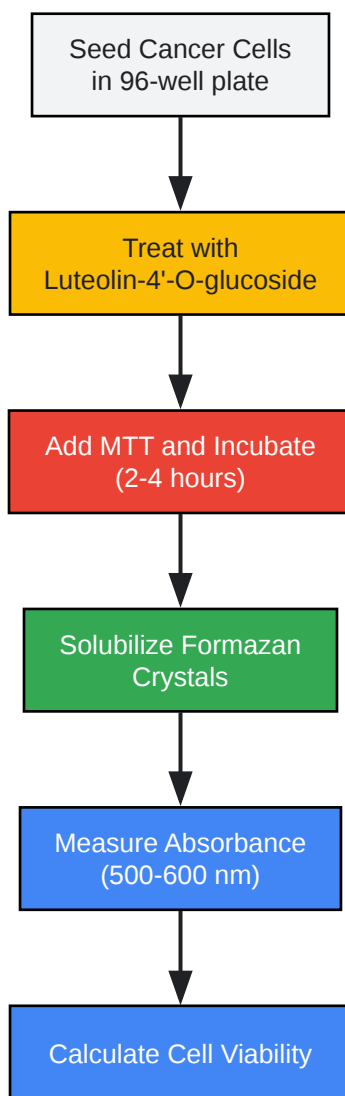 Seed Cancer Cells
in 96-well plate
Treat with
Luteolin-4'-O-glucoside
Add MTT and Incubate
(2-4 hours)
Solubilize Formazan
Crystals
Measure Absorbance
(500-600 nm)
Calculate Cell Viability